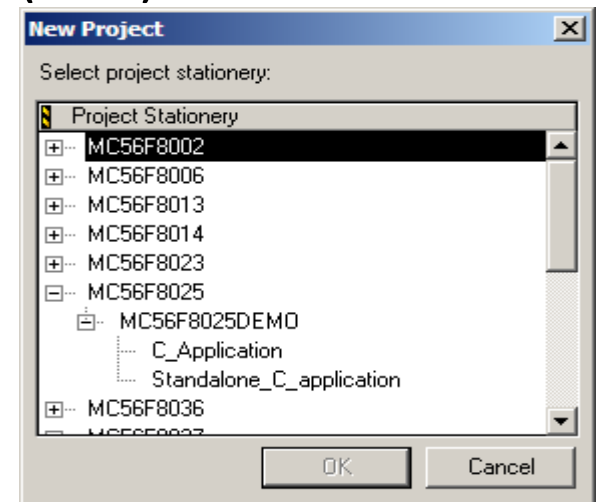 New Project
Select project stationery:
Project Stationery
MC56F8002
MC56F8006
MC56F8013
MC56F8014
MC56F8023
MC56F8025
MC56F8025DEMO
C_Application
Standalone_C_application
MC56F8036
OK Cancel